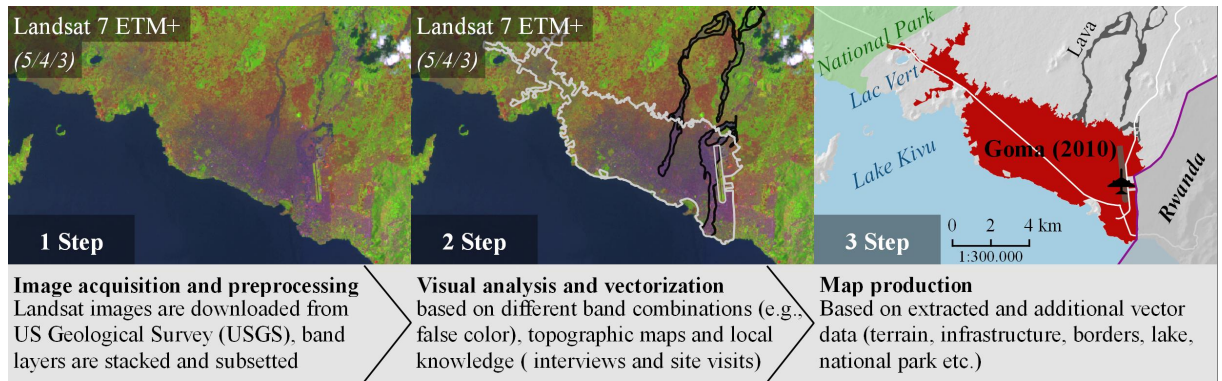 Landsat 7 ETM+
(5/4/3)
1 Step
Landsat 7 ETM+
(5/4/3)
2 Step
National Park
Lac Vert
Lake Kivu
Lava
Goma (2010)
Rwanda
3 Step
0 2 4 km
1:300.000
Image acquisition and preprocessing
Landsat images are downloaded from
US Geological Survey (USGS), band
layers are stacked and subsetted
Visual analysis and vectorization
based on different band combinations (e.g.,
false color), topographic maps and local
knowledge ( interviews and site visits)
Map production
Based on extracted and additional vector
data (terrain, infrastructure, borders, lake,
national park etc.)